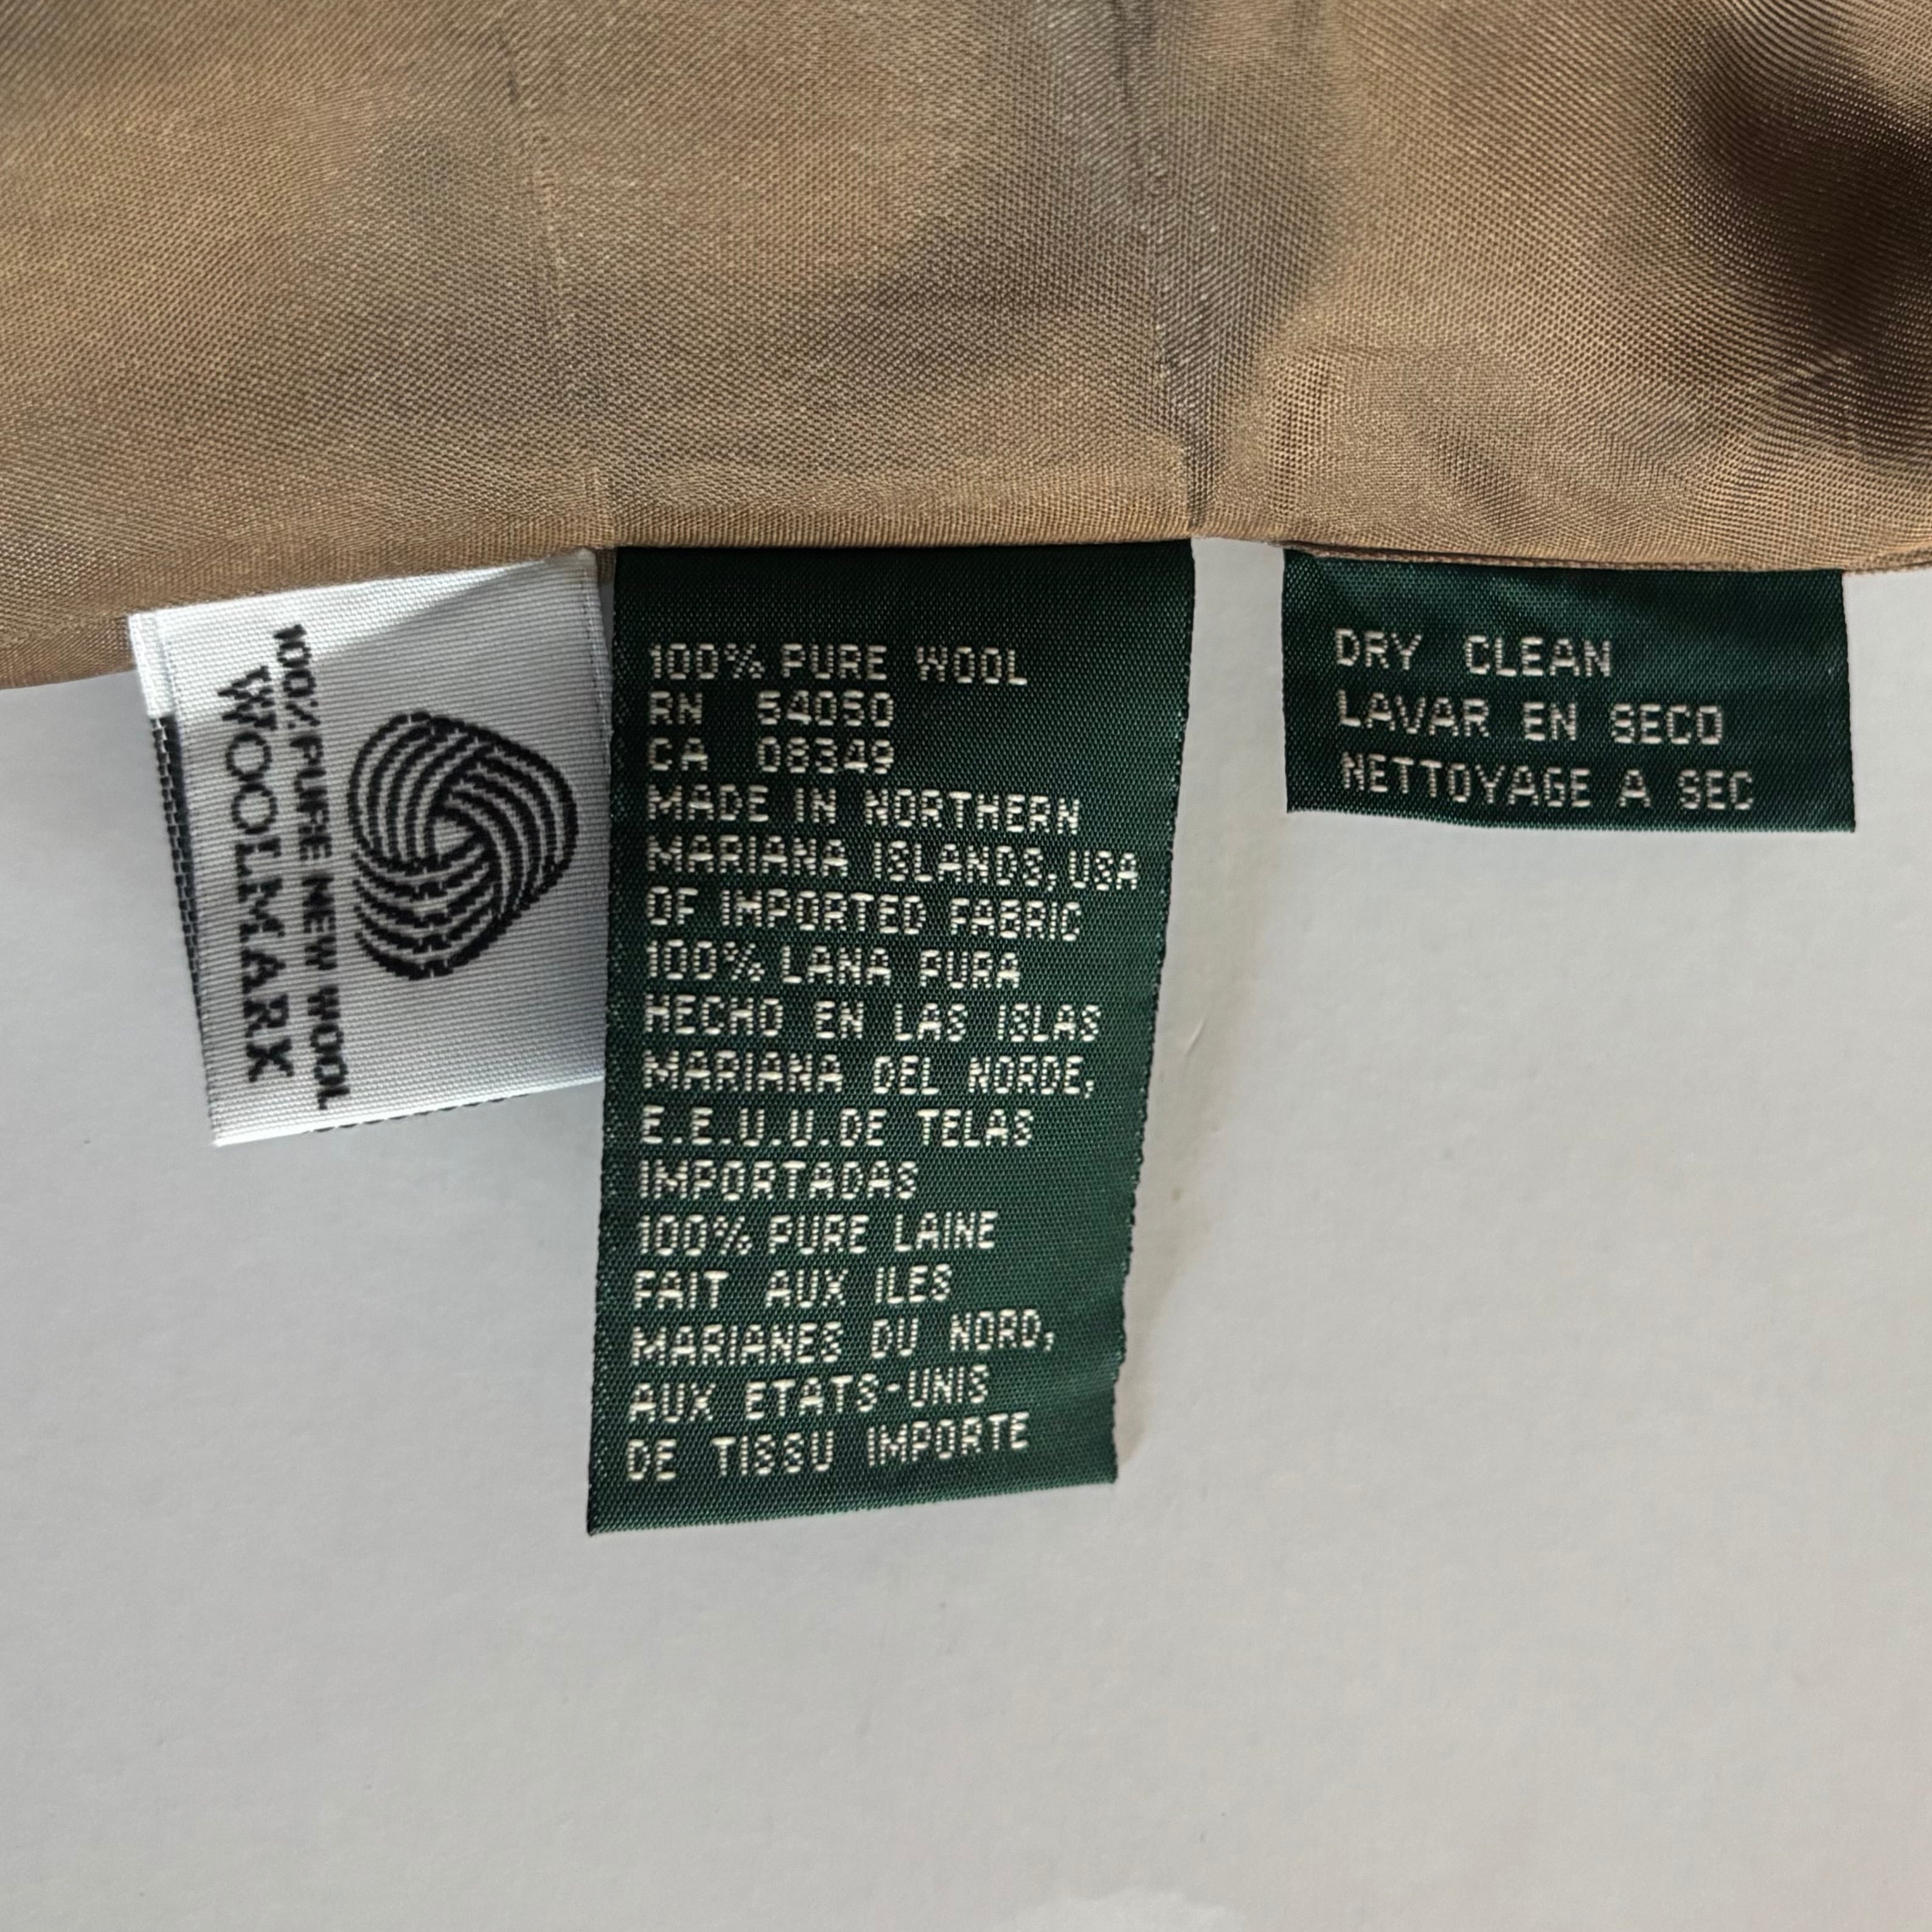 100% PURE NEW WOOL
WOOLMARK
100% PURE WOOL
RN 54050
CA 08349
MADE IN NORTHERN
MARIANA ISLANDS, USA
OF IMPORTED FABRIC
100% LANA PURA
HECHO EN LAS ISLAS
MARIANA DEL NORDE,
E.E.U.U.DE TELAS
IMPORTADAS
100% PURE LAINE
FAIT AUX ILES
MARIANES DU NORD,
AUX ETATS-UNIS
DE TISSU IMPORTE
DRY CLEAN
LAVAR EN SECO
NETTOYAGE A SEC